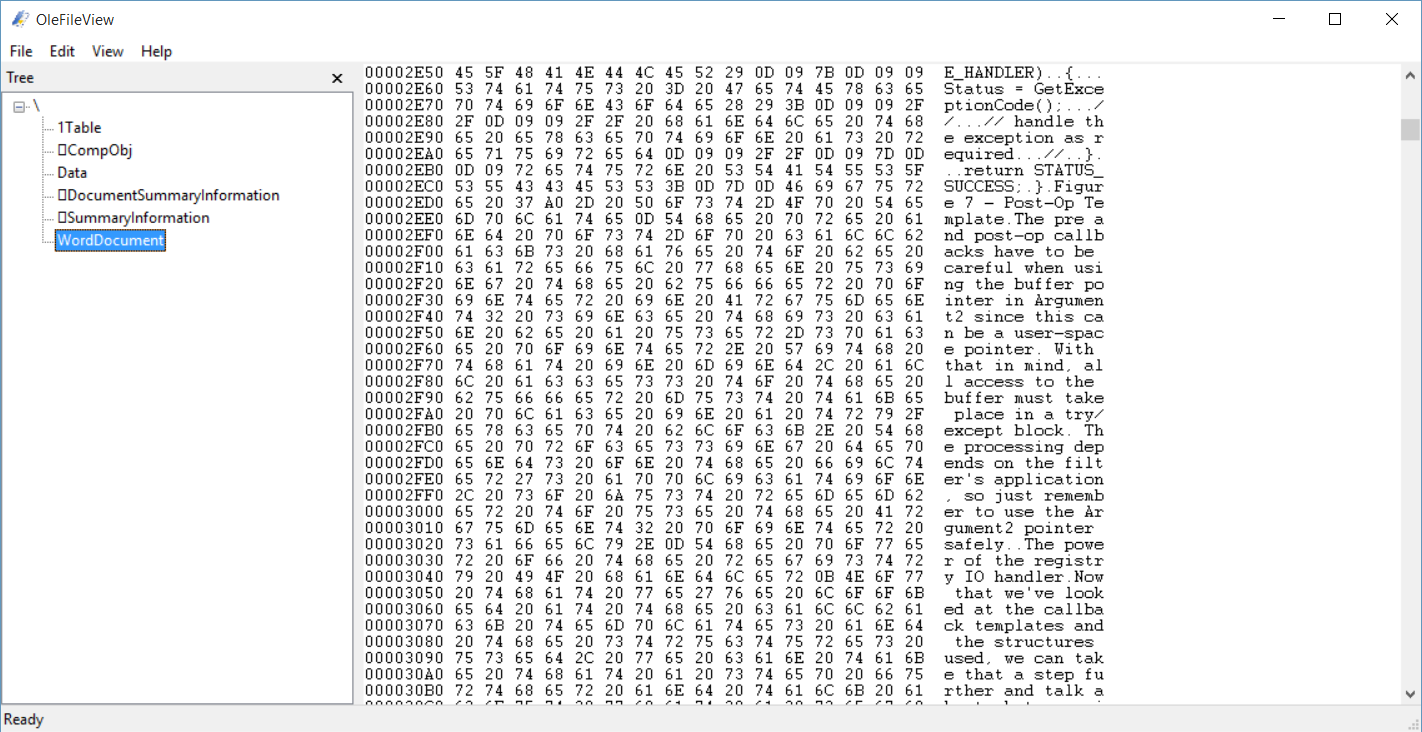 OleFileView
File Edit View Help
Tree
\
1Table
CompObj
Data
DocumentSummaryInformation
SummaryInformation
WordDocument
00002E50 45 5F 48 41 4E 44 4C 45 52 29 0D 09 7B 0D 09 09 E_HANDLER)..{...
00002E60 53 74 61 74 75 73 20 3D 20 47 65 74 45 78 63 65 Status = GetExce
00002E70 70 74 69 6F 6E 43 6F 64 65 28 29 3B 0D 09 09 2F ptionCode();.../
00002E80 2F 0D 09 09 2F 2F 20 68 61 6E 64 6C 65 20 74 68 /...// handle th
00002E90 65 20 65 78 63 65 70 74 69 6F 6E 20 61 73 20 72 e exception as r
00002EA0 65 71 75 69 72 65 64 0D 09 09 2F 2F 0D 09 7D 0D equired...//..}.
00002EB0 0D 09 72 65 74 75 72 6E 20 53 54 41 54 55 53 5F ..return STATUS_
00002EC0 53 55 43 43 45 53 53 3B 0D 7D 0D 46 69 67 75 72 SUCCESS;.}.Figur
00002ED0 65 20 37 A0 2D 20 50 6F 73 74 2D 4F 70 20 54 65 e 7 - Post-Op Te
00002EE0 6D 70 6C 61 74 65 0D 54 68 65 20 70 72 65 20 61 mplate.The pre a
00002EF0 6E 64 20 70 6F 73 74 2D 6F 70 20 63 61 6C 6C 62 nd post-op callb
00002F00 61 63 6B 73 20 68 61 76 65 20 74 6F 20 62 65 20 acks have to be
00002F10 63 61 72 65 66 75 6C 20 77 68 65 6E 20 75 73 69 careful when usi
00002F20 6E 67 20 74 68 65 20 62 75 66 66 65 72 20 70 6F ng the buffer po
00002F30 69 6E 74 65 72 20 69 6E 20 41 72 67 75 6D 65 6E inter in Argumen
00002F40 74 32 20 73 69 6E 63 65 20 74 68 69 73 20 63 61 t2 since this ca
00002F50 6E 20 62 65 20 61 20 75 73 65 72 2D 73 70 61 63 n be a user-spac
00002F60 65 20 70 6F 69 6E 74 65 72 2E 20 57 69 74 68 20 e pointer. With
00002F70 74 68 61 74 20 69 6E 20 6D 69 6E 64 2C 20 61 6C that in mind, al
00002F80 6C 20 61 63 63 65 73 73 20 74 6F 20 74 68 65 20 l access to the
00002F90 62 75 66 66 65 72 20 6D 75 73 74 20 74 61 6B 65 buffer must take
00002FA0 20 70 6C 61 63 65 20 69 6E 20 61 20 74 72 79 2F place in a try/
00002FB0 65 78 63 65 70 74 20 62 6C 6F 63 6B 2E 20 54 68 except block. Th
00002FC0 65 20 70 72 6F 63 65 73 73 69 6E 67 20 64 65 70 e processing dep
00002FD0 65 6E 64 73 20 6F 6E 20 74 68 65 20 66 69 6C 74 ends on the filt
00002FE0 65 72 27 73 20 61 70 70 6C 69 63 61 74 69 6F 6E er's application
00002FF0 2C 20 73 6F 20 6A 75 73 74 20 72 65 6D 65 6D 62 , so just rememb
00003000 65 72 20 74 6F 20 75 73 65 20 74 68 65 20 41 72 er to use the Ar
00003010 67 75 6D 65 6E 74 32 20 70 6F 69 6E 74 65 72 20 gument2 pointer
00003020 73 61 66 65 6C 79 2E 0D 54 68 65 20 70 6F 77 65 safely..The powe
00003030 72 20 6F 66 20 74 68 65 20 72 65 67 69 73 74 72 r of the registr
00003040 79 20 49 4F 20 68 61 6E 64 6C 65 72 0B 4E 6F 77 y IO handler.Now
00003050 20 74 68 61 74 20 77 65 27 76 65 20 6C 6F 6F 6B that we've look
00003060 65 64 20 61 74 20 74 68 65 20 63 61 6C 6C 62 61 ed at the callba
00003070 63 6B 20 74 65 6D 70 6C 61 74 65 73 20 61 6E 64 ck templates and
00003080 20 74 68 65 20 73 74 72 75 63 74 75 72 65 73 20 the structures
00003090 75 73 65 64 2C 20 77 65 20 63 61 6E 20 74 61 6B used, we can tak
000030A0 65 20 74 68 61 74 20 61 20 73 74 65 70 20 66 75 e that a step fu
000030B0 72 74 68 65 72 20 61 6E 64 20 74 61 6C 6B 20 61 rther and talk a
Ready